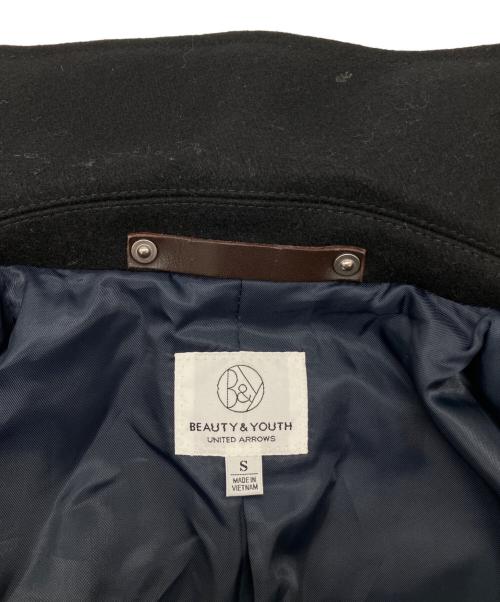 B&Y
BEAUTY & YOUTH
UNITED ARROWS
S
MADE IN
VIETNAM